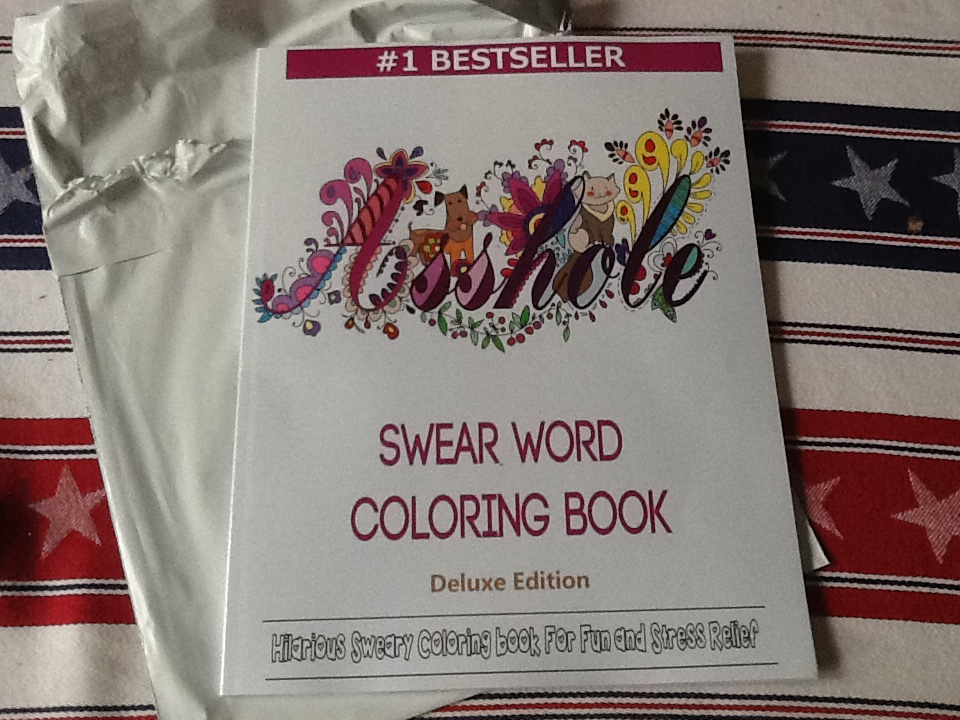 #1 BESTSELLER
Asshole
SWEAR WORD
COLORING BOOK
Deluxe Edition
Hilarious Sweary Coloring book For Fun and Stress Relief